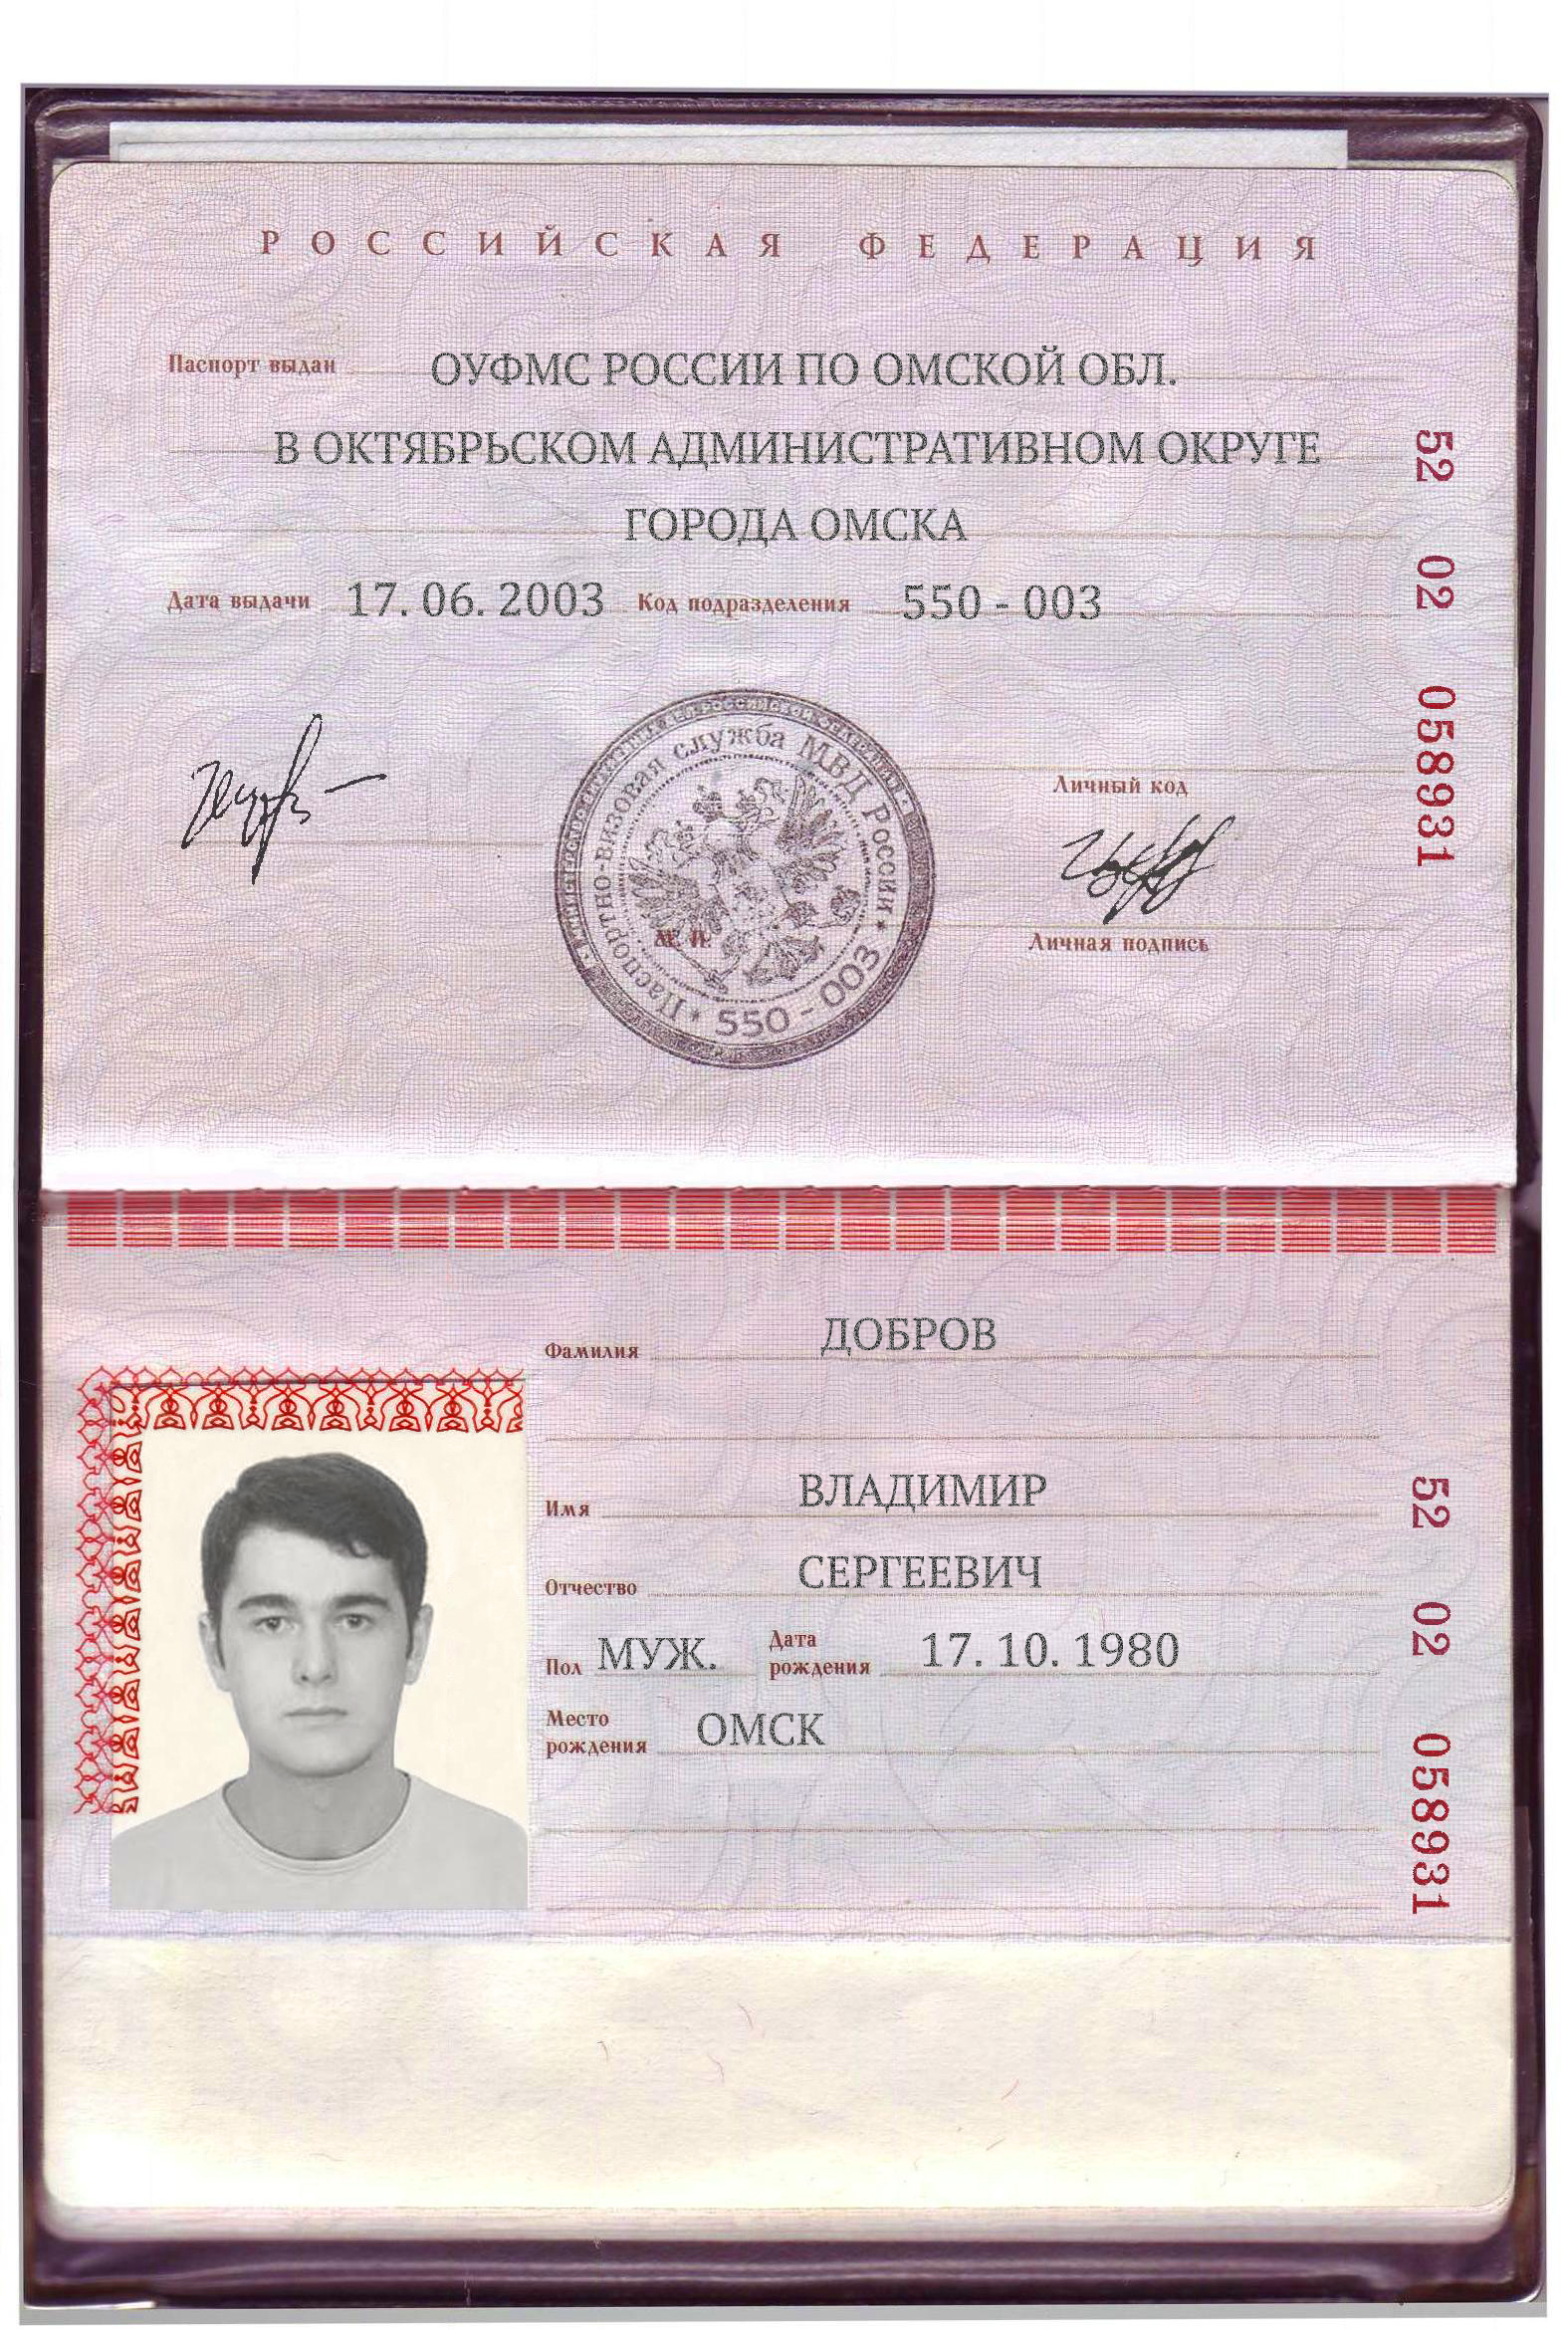 РОССИЙСКАЯ ФЕДЕРАЦИЯ
Паспорт выдан ОУФМС РОССИИ ПО ОМСКОЙ ОБЛ.
В ОКТЯБРЬСКОМ АДМИНИСТРАТИВНОМ ОКРУГЕ
ГОРОДА ОМСКА
Дата выдачи 17. 06. 2003 Код подразделения 550 - 003
52 02 058931
Паспортно-визовая служба МВД России
550 - 003
М. П.
Личный код
Личная подпись
Фамилия ДОБРОВ
Имя ВЛАДИМИР
Отчество СЕРГЕЕВИЧ
Пол МУЖ. Дата рождения 17. 10. 1980
Место рождения ОМСК
52 02 058931